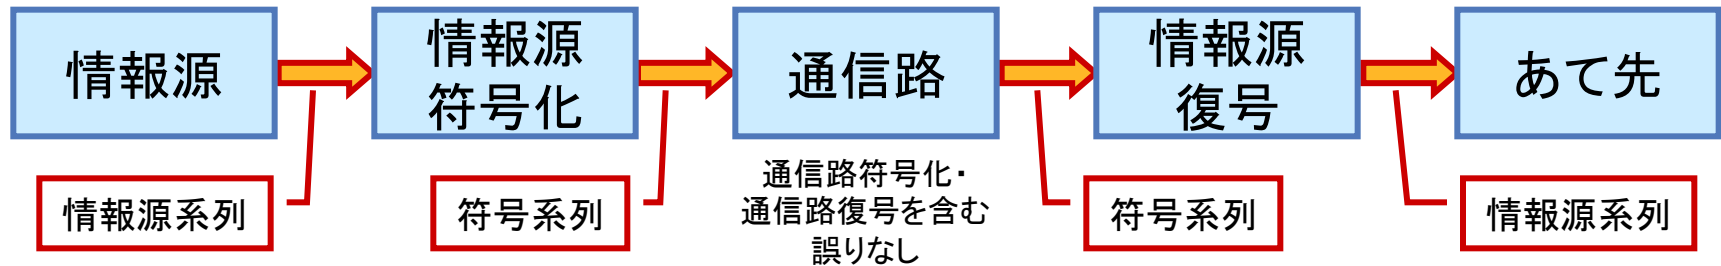 情報源
情報源
符号化
通信路
情報源
復号
あて先
情報源系列
符号系列
通信路符号化・
通信路復号を含む
誤りなし
符号系列
情報源系列